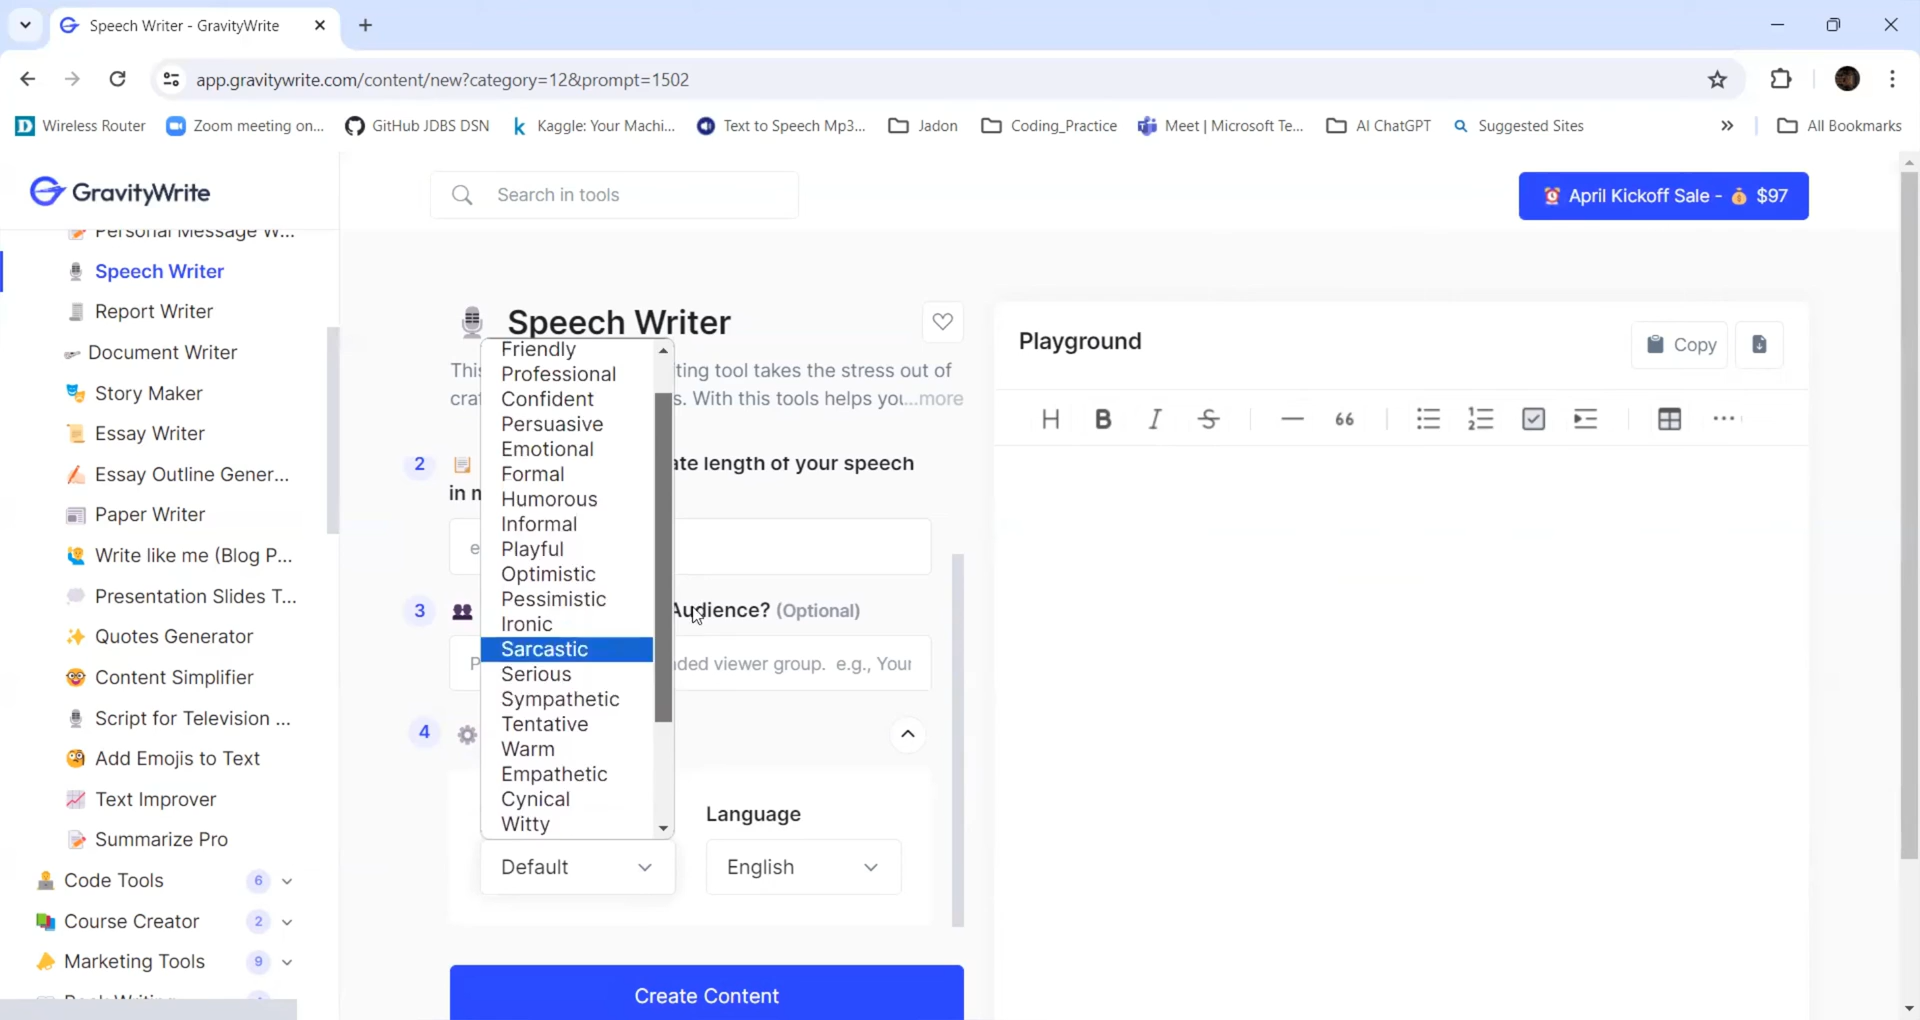 Speech Writer - GravityWrite
app.gravitywrite.com/content/new?category=12&prompt=1502
Wireless Router
Zoom meeting on...
GitHub JDBS DSN
Kaggle: Your Machi...
Text to Speech Mp3...
Jadon
Coding_Practice
Meet | Microsoft Te...
AI ChatGPT
Suggested Sites
All Bookmarks
GravityWrite
Search in tools
April Kickoff Sale - $97
Personal Message W...
Speech Writer
Report Writer
Document Writer
Story Maker
Essay Writer
Essay Outline Gener...
Paper Writer
Write like me (Blog P...
Presentation Slides T...
Quotes Generator
Content Simplifier
Script for Television ...
Add Emojis to Text
Text Improver
Summarize Pro
Code Tools 6
Course Creator 2
Marketing Tools 9
Speech Writer
ting tool takes the stress out of
s. With this tools helps you...more
2
ate length of your speech
in m
3
Audience? (Optional)
nded viewer group. e.g., Your
4
Friendly
Professional
Confident
Persuasive
Emotional
Formal
Humorous
Informal
Playful
Optimistic
Pessimistic
Ironic
Sarcastic
Serious
Sympathetic
Tentative
Warm
Empathetic
Cynical
Witty
Default
Language
English
Create Content
Playground
Copy
H B I S